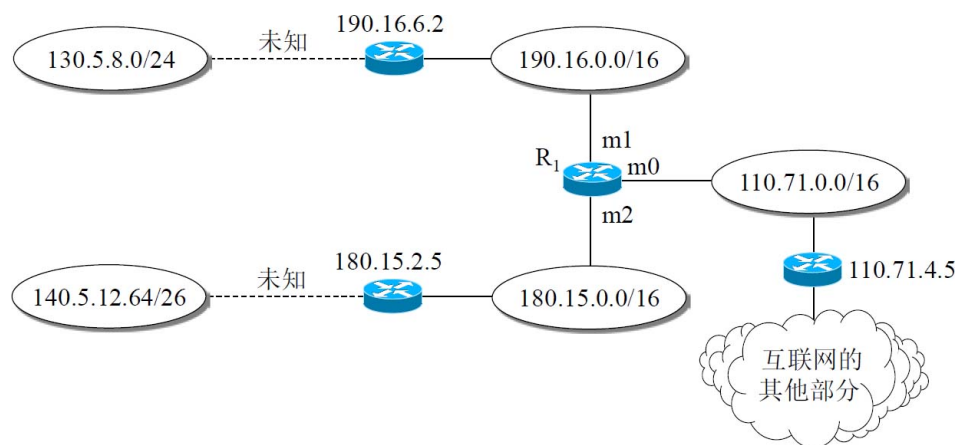 190.16.6.2
未知
130.5.8.0/24
190.16.0.0/16
m1
R1
m0
110.71.0.0/16
m2
180.15.2.5
未知
110.71.4.5
140.5.12.64/26
180.15.0.0/16
互联网的
其他部分